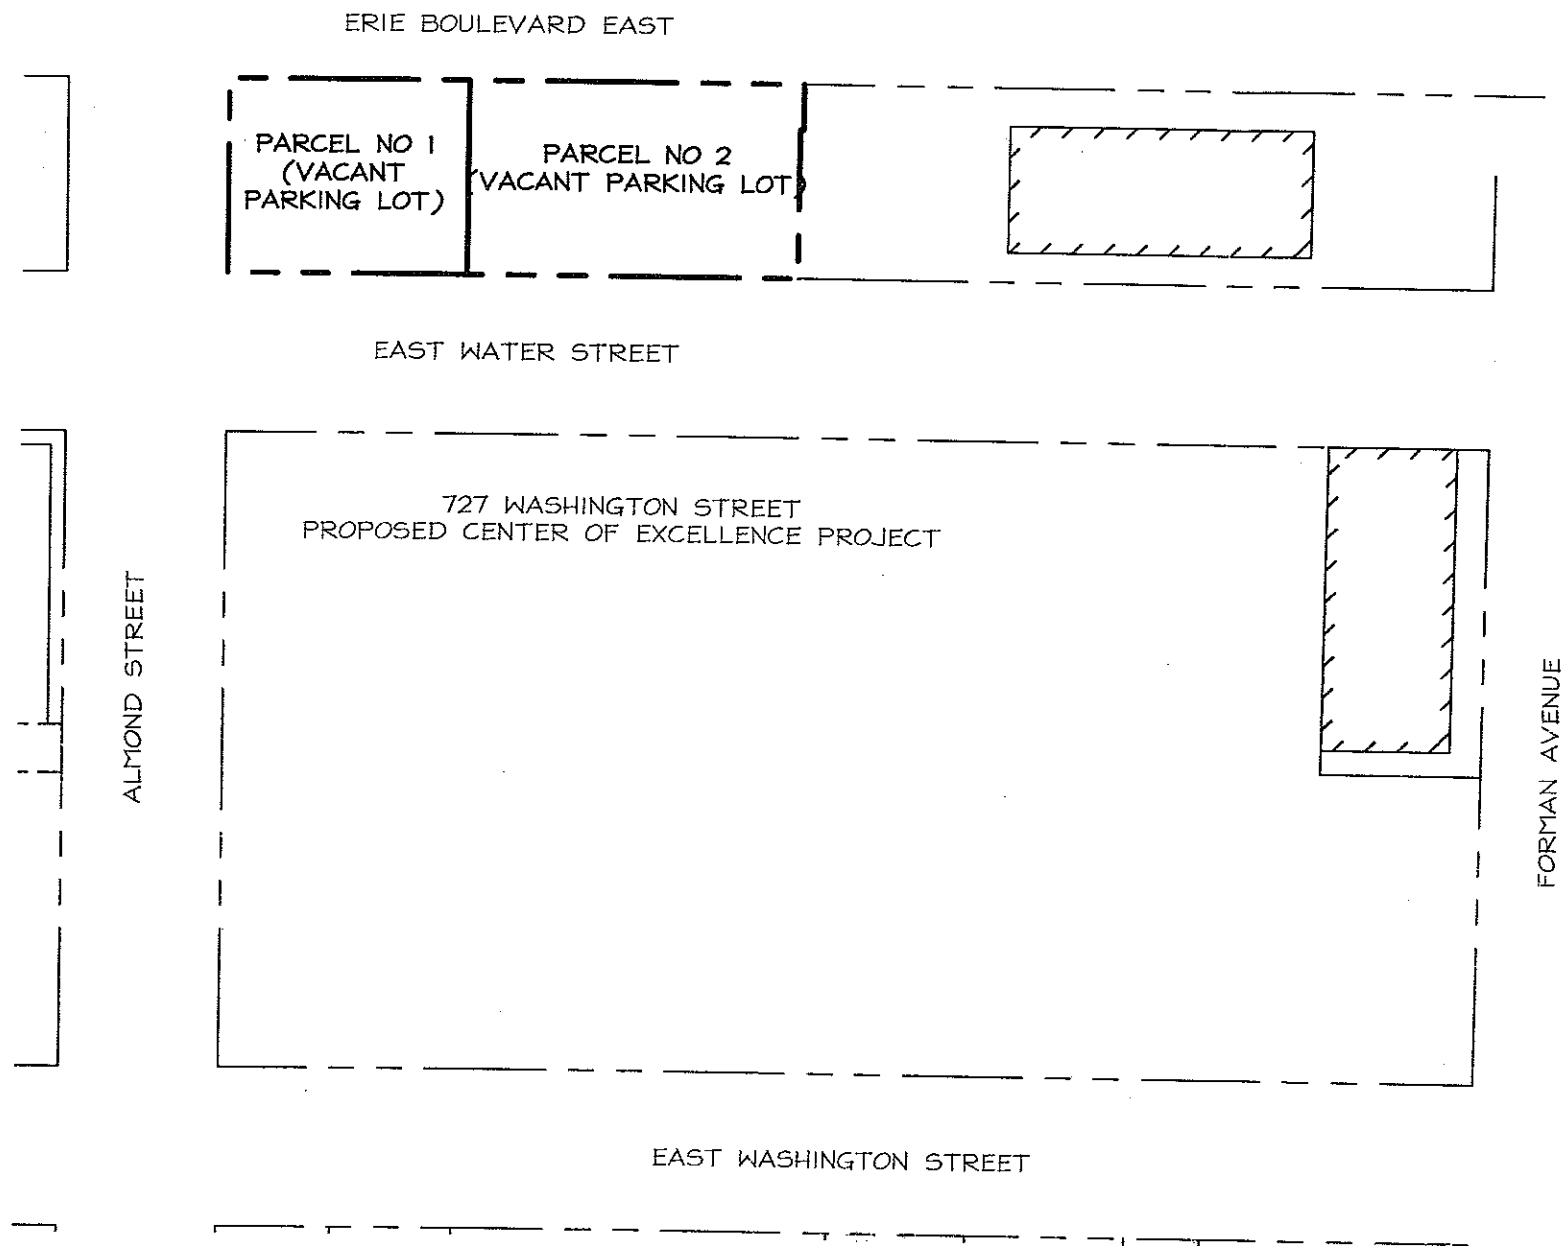 ERIE BOULEVARD EAST
PARCEL NO 1
(VACANT
PARKING LOT)
PARCEL NO 2
(VACANT PARKING LOT)
EAST WATER STREET
727 WASHINGTON STREET
PROPOSED CENTER OF EXCELLENCE PROJECT
ALMOND STREET
FORMAN AVENUE
EAST WASHINGTON STREET